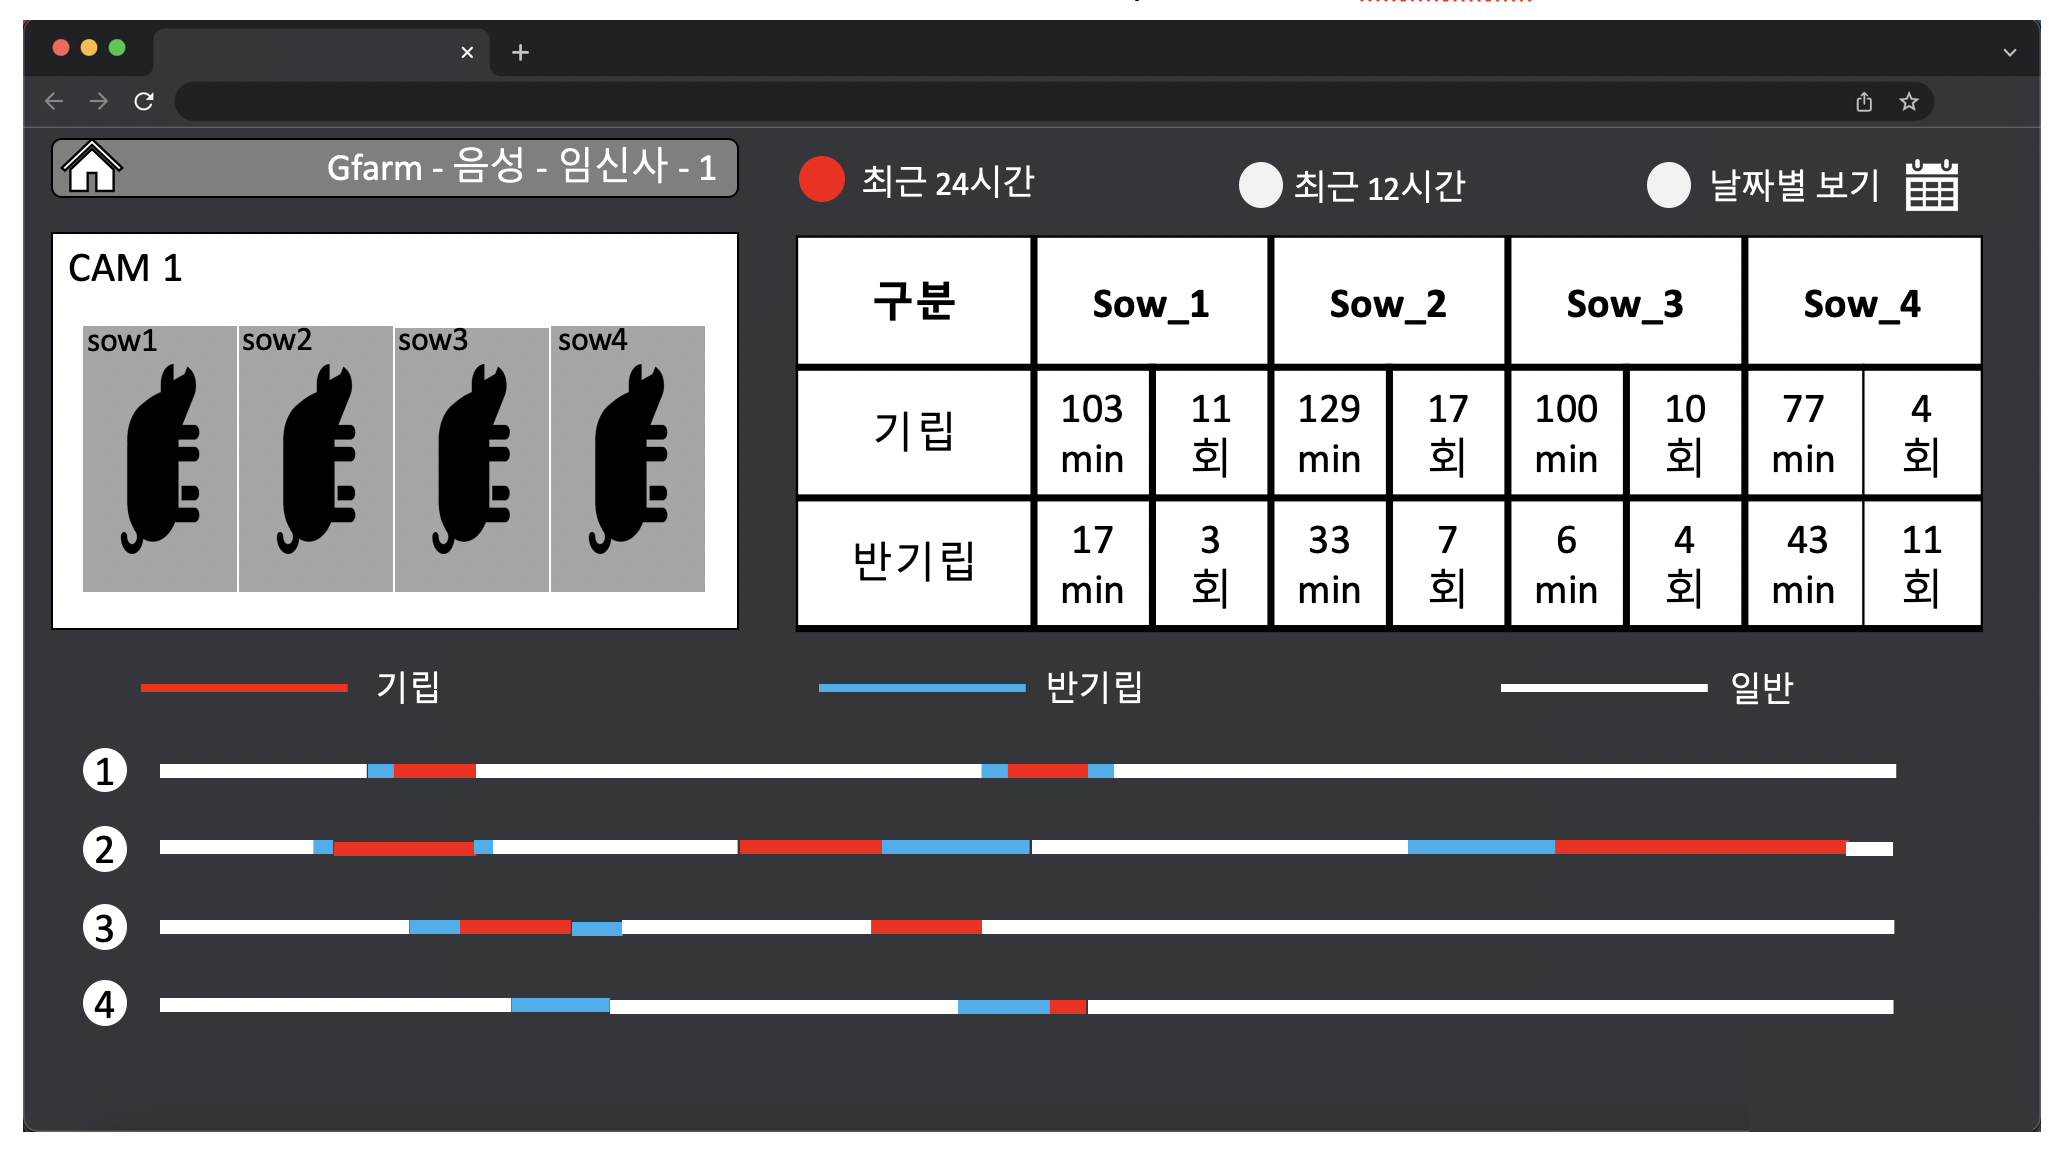 Gfarm - 음성 - 임신사 - 1
최근 24시간
최근 12시간
날짜별 보기
CAM 1
sow1
sow2
sow3
sow4
구분 Sow_1 Sow_2 Sow_3 Sow_4
기립 103 min 11 회 129 min 17 회 100 min 10 회 77 min 4 회
반기립 17 min 3 회 33 min 7 회 6 min 4 회 43 min 11 회
기립
반기립
일반
1
2
3
4